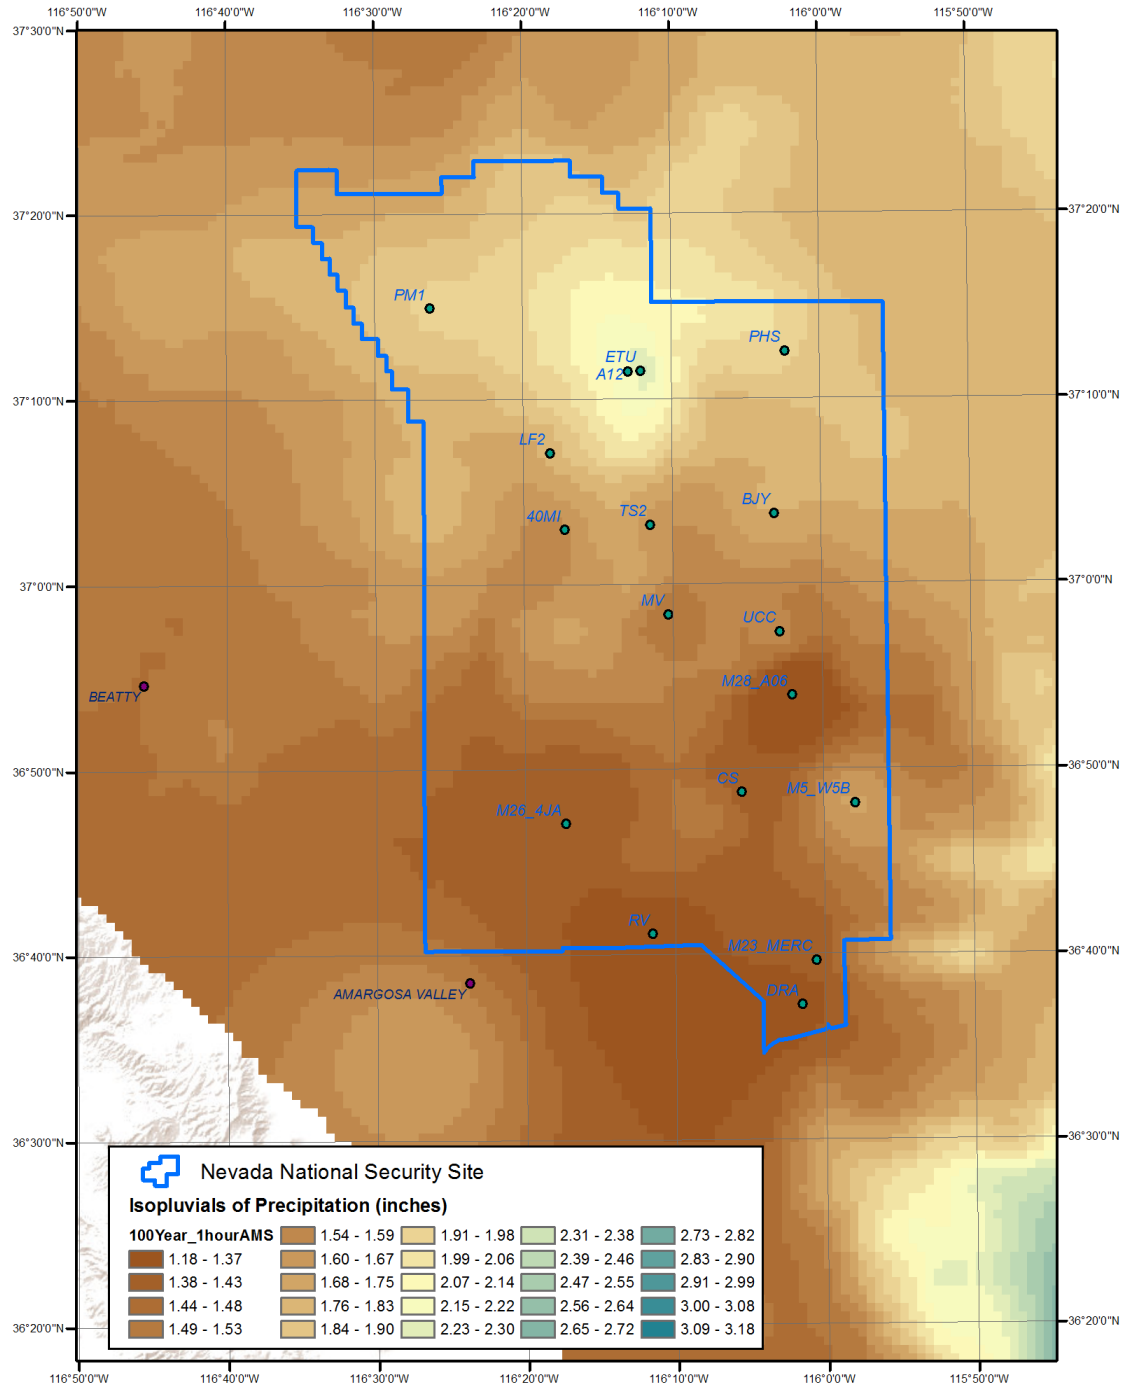 116°50'0"W 116°30'0"W 116°20'0"W 116°10'0"W 116°0'0"W 115°50'0"W
37°30'0"N
37°20'0"N 37°20'0"N
PM1
PHS
ETU
A12
37°10'0"N 37°10'0"N
LF2
BJY
TS2
40MI
37°0'0"N 37°0'0"N
MV
UCC
M28_A06
BEATTY
36°50'0"N 36°50'0"N
CS
M5_W5B
M26_4JA
RV
M23_MERC
36°40'0"N 36°40'0"N
DRA
AMARGOSA VALLEY
36°30'0"N 36°30'0"N
Nevada National Security Site
Isopluvials of Precipitation (inches)
100Year_1hourAMS
1.18 - 1.37
1.38 - 1.43
1.44 - 1.48
1.49 - 1.53
1.54 - 1.59
1.60 - 1.67
1.68 - 1.75
1.76 - 1.83
1.84 - 1.90
1.91 - 1.98
1.99 - 2.06
2.07 - 2.14
2.15 - 2.22
2.23 - 2.30
2.31 - 2.38
2.39 - 2.46
2.47 - 2.55
2.56 - 2.64
2.65 - 2.72
2.73 - 2.82
2.83 - 2.90
2.91 - 2.99
3.00 - 3.08
3.09 - 3.18
36°20'0"N 36°20'0"N
116°50'0"W 116°40'0"W 116°30'0"W 116°20'0"W 116°10'0"W 116°0'0"W 115°50'0"W